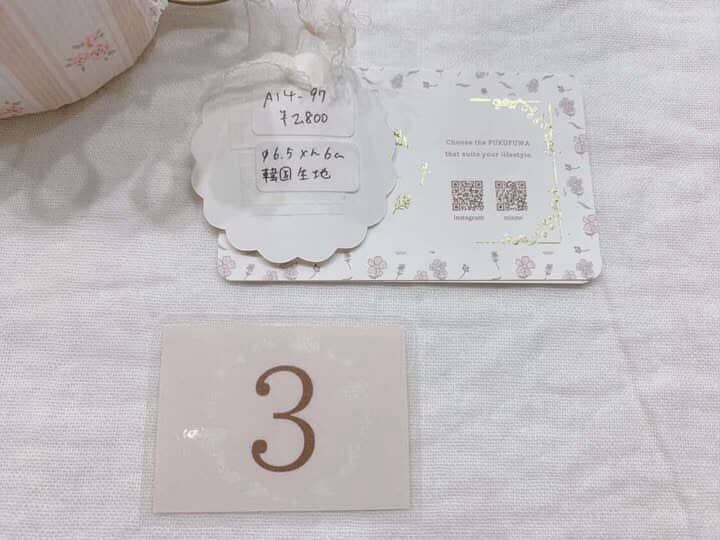 A14-97
¥2,800
φ6.5×h6cm
韓国生地
Choose the FUKUFUWA
that suits your lifestyle.
instagram
minne
3